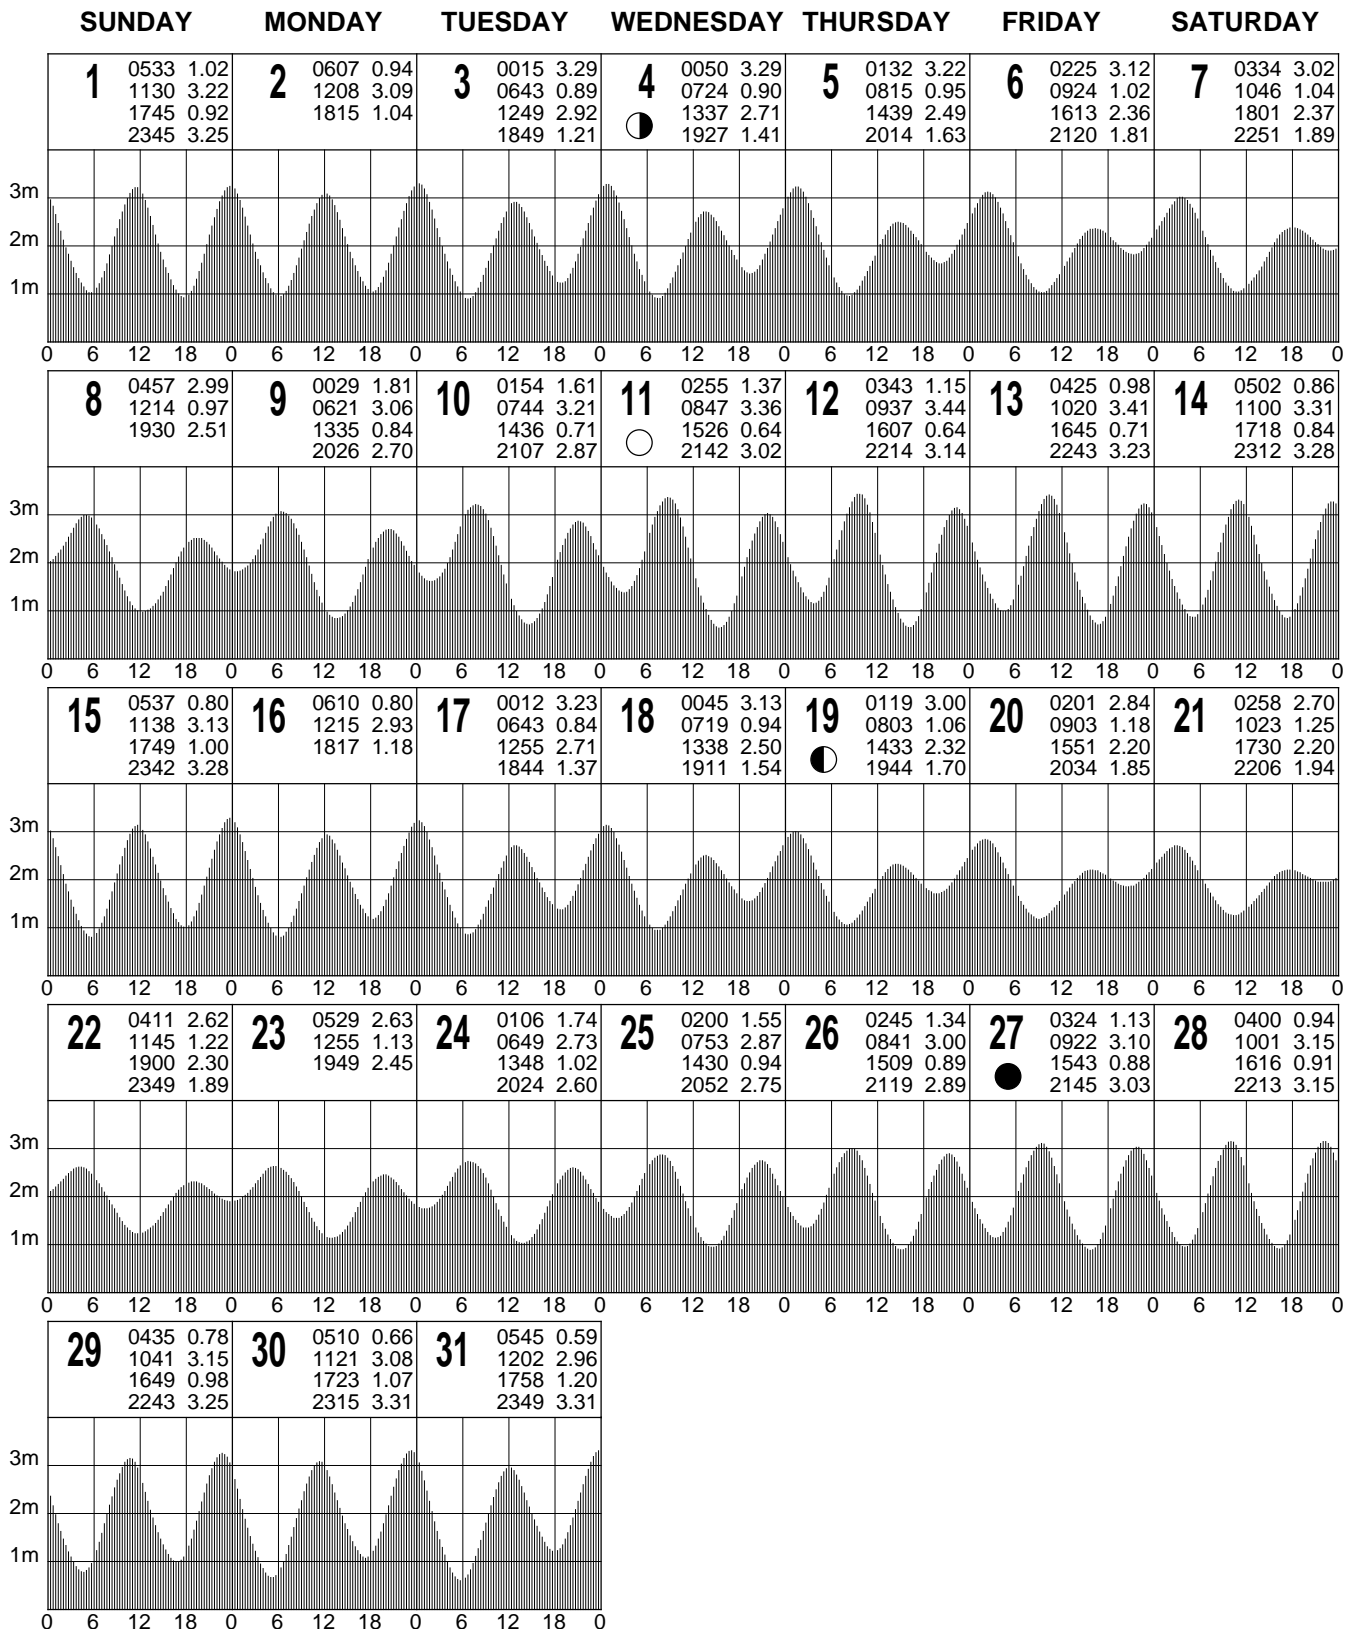 SUNDAY MONDAY TUESDAY WEDNESDAY THURSDAY FRIDAY SATURDAY
1 0533 1.02
1130 3.22
1745 0.92
2345 3.25
2 0607 0.94
1208 3.09
1815 1.04
3 0015 3.29
0643 0.89
1249 2.92
1849 1.21
4 0050 3.29
0724 0.90
1337 2.71
1927 1.41
5 0132 3.22
0815 0.95
1439 2.49
2014 1.63
6 0225 3.12
0924 1.02
1613 2.36
2120 1.81
7 0334 3.02
1046 1.04
1801 2.37
2251 1.89
3m
2m
1m
0 6 12 18 0 6 12 18 0 6 12 18 0 6 12 18 0 6 12 18 0 6 12 18 0 6 12 18 0
8 0457 2.99
1214 0.97
1930 2.51
9 0029 1.81
0621 3.06
1335 0.84
2026 2.70
10 0154 1.61
0744 3.21
1436 0.71
2107 2.87
11 0255 1.37
0847 3.36
1526 0.64
2142 3.02
12 0343 1.15
0937 3.44
1607 0.64
2214 3.14
13 0425 0.98
1020 3.41
1645 0.71
2243 3.23
14 0502 0.86
1100 3.31
1718 0.84
2312 3.28
3m
2m
1m
0 6 12 18 0 6 12 18 0 6 12 18 0 6 12 18 0 6 12 18 0 6 12 18 0 6 12 18 0
15 0537 0.80
1138 3.13
1749 1.00
2342 3.28
16 0610 0.80
1215 2.93
1817 1.18
17 0012 3.23
0643 0.84
1255 2.71
1844 1.37
18 0045 3.13
0719 0.94
1338 2.50
1911 1.54
19 0119 3.00
0803 1.06
1433 2.32
1944 1.70
20 0201 2.84
0903 1.18
1551 2.20
2034 1.85
21 0258 2.70
1023 1.25
1730 2.20
2206 1.94
3m
2m
1m
0 6 12 18 0 6 12 18 0 6 12 18 0 6 12 18 0 6 12 18 0 6 12 18 0 6 12 18 0
22 0411 2.62
1145 1.22
1900 2.30
2349 1.89
23 0529 2.63
1255 1.13
1949 2.45
24 0106 1.74
0649 2.73
1348 1.02
2024 2.60
25 0200 1.55
0753 2.87
1430 0.94
2052 2.75
26 0245 1.34
0841 3.00
1509 0.89
2119 2.89
27 0324 1.13
0922 3.10
1543 0.88
2145 3.03
28 0400 0.94
1001 3.15
1616 0.91
2213 3.15
3m
2m
1m
0 6 12 18 0 6 12 18 0 6 12 18 0 6 12 18 0 6 12 18 0 6 12 18 0 6 12 18 0
29 0435 0.78
1041 3.15
1649 0.98
2243 3.25
30 0510 0.66
1121 3.08
1723 1.07
2315 3.31
31 0545 0.59
1202 2.96
1758 1.20
2349 3.31
3m
2m
1m
0 6 12 18 0 6 12 18 0 6 12 18 0